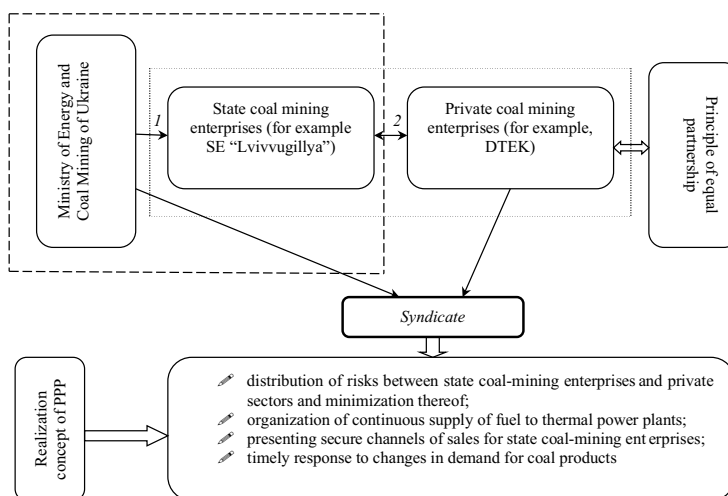 Ministry of Energy and
Coal Mining of Ukraine
1
State coal mining
enterprises (for example
SE “Lvivvugillya”)
2
Private coal mining
enterprises (for example,
DTEK)
Principle of equal
partnership
Syndicate
Realization
concept of PPP
distribution of risks between state coal-mining enterprises and private
sectors and minimization thereof;
organization of continuous supply of fuel to thermal power plants;
presenting secure channels of sales for state coal-mining enterprises;
timely response to changes in demand for coal products